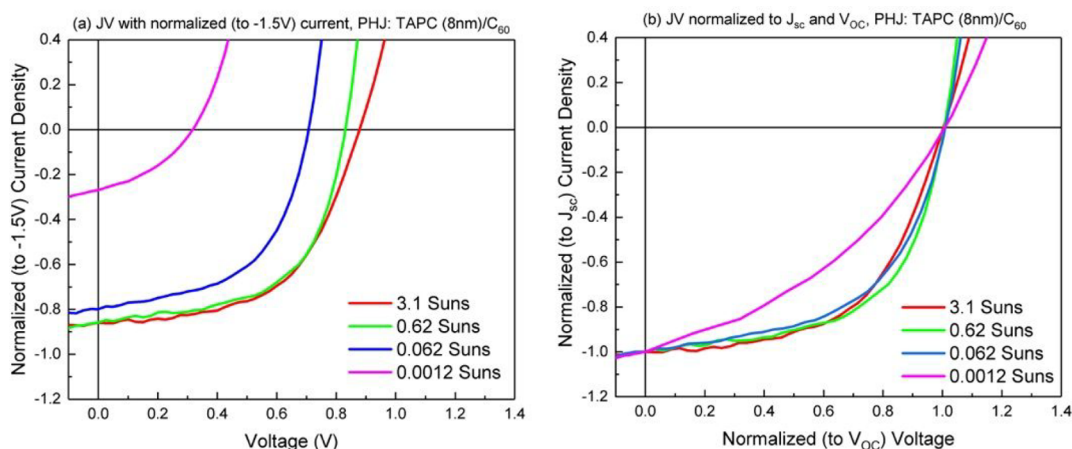 (a) JV with normalized (to -1.5V) current, PHJ: TAPC (8nm)/C60
0.4
0.2
0.0
-0.2
-0.4
-0.6
-0.8
-1.0
-1.2
Normalized (to -1.5V) Current Density
3.1 Suns
0.62 Suns
0.062 Suns
0.0012 Suns
0.0 0.2 0.4 0.6 0.8 1.0 1.2 1.4
Voltage (V)
(b) JV normalized to Jsc and VOC, PHJ: TAPC (8nm)/C60
0.4
0.2
0.0
-0.2
-0.4
-0.6
-0.8
-1.0
-1.2
Normalized (to Jsc) Current Density
3.1 Suns
0.62 Suns
0.062 Suns
0.0012 Suns
0.0 0.2 0.4 0.6 0.8 1.0 1.2 1.4
Normalized (to VOC) Voltage